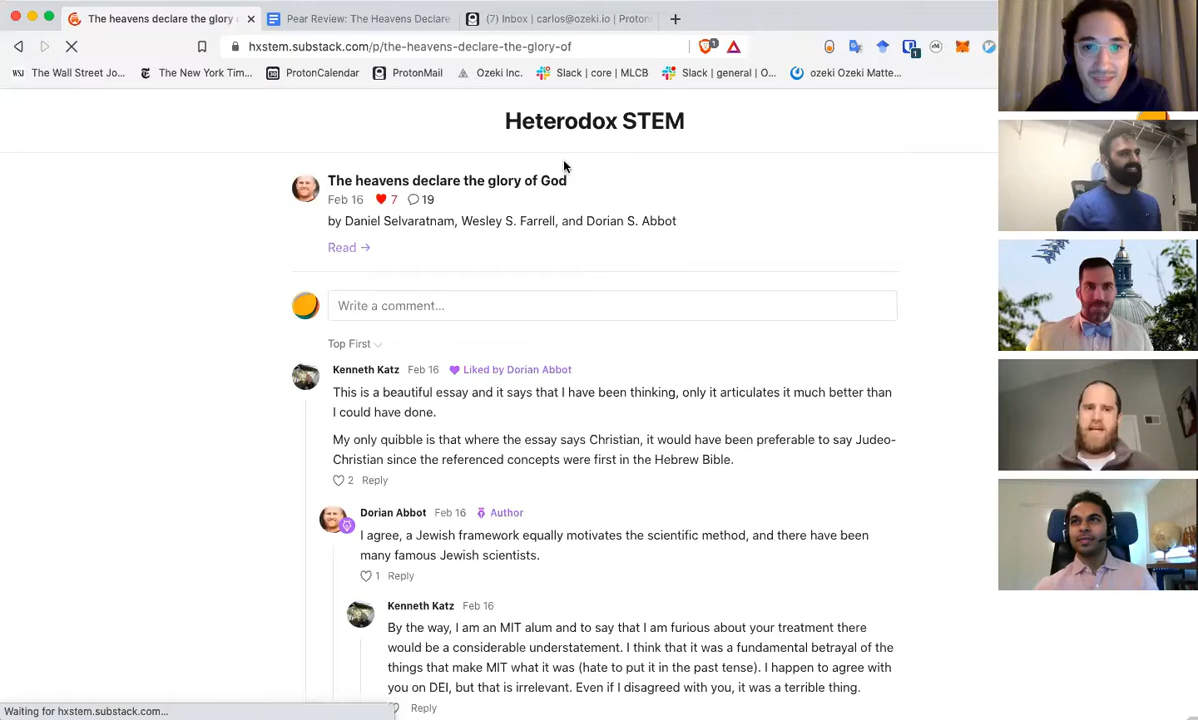 The heavens declare the glory
Pear Review: The Heavens Declare
(7) Inbox | carlos@ozeki.io | Proton
hxstem.substack.com/p/the-heavens-declare-the-glory-of
The Wall Street Jo...
The New York Tim...
ProtonCalendar
ProtonMail
Ozeki Inc.
Slack | core | MLCB
Slack | general | O...
ozeki Ozeki Matte...
Heterodox STEM
The heavens declare the glory of God
Feb 16 7 19
by Daniel Selvaratnam, Wesley S. Farrell, and Dorian S. Abbot
Read →
Write a comment...
Top First
Kenneth Katz Feb 16 Liked by Dorian Abbot
This is a beautiful essay and it says that I have been thinking, only it articulates it much better than
I could have done.
My only quibble is that where the essay says Christian, it would have been preferable to say Judeo-
Christian since the referenced concepts were first in the Hebrew Bible.
2 Reply
Dorian Abbot Feb 16 Author
I agree, a Jewish framework equally motivates the scientific method, and there have been
many famous Jewish scientists.
1 Reply
Kenneth Katz Feb 16
By the way, I am an MIT alum and to say that I am furious about your treatment there
would be a considerable understatement. I think that it was a fundamental betrayal of the
things that make MIT what it was (hate to put it in the past tense). I happen to agree with
you on DEI, but that is irrelevant. Even if I disagreed with you, it was a terrible thing.
Reply
Waiting for hxstem.substack.com...